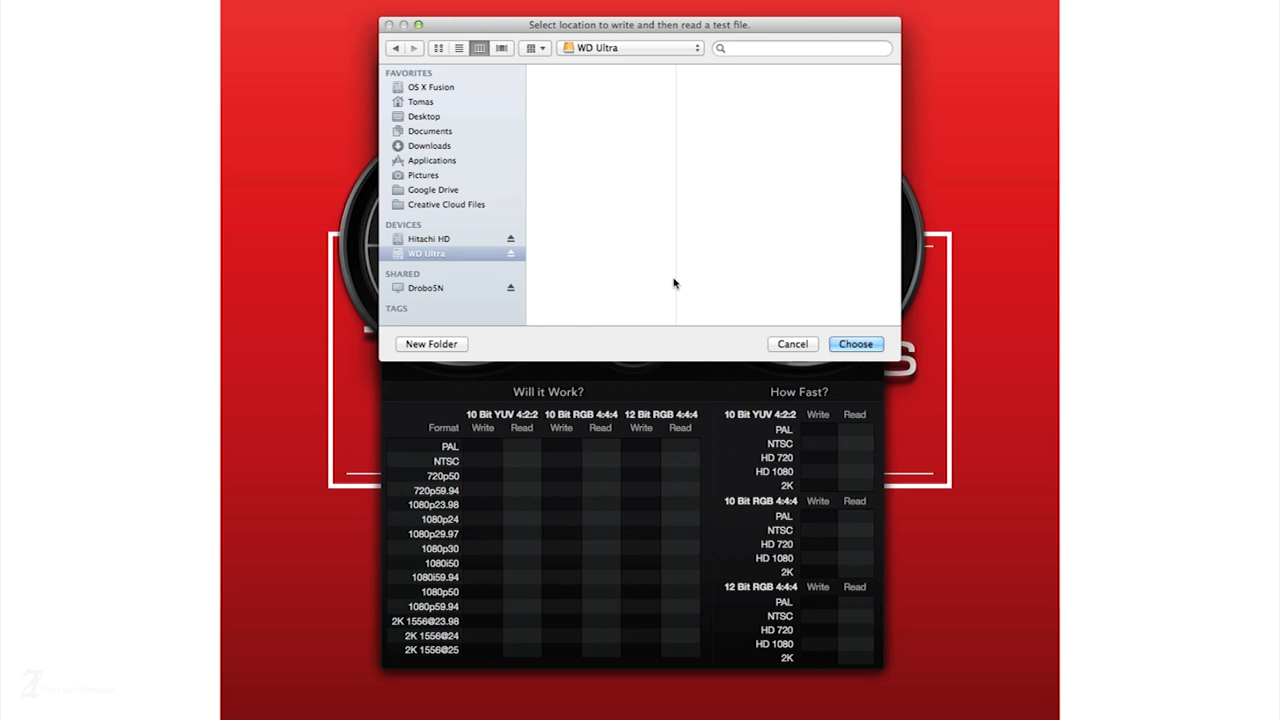 Select location to write and then read a test file.
WD Ultra
FAVORITES
OS X Fusion
Tomas
Desktop
Documents
Downloads
Applications
Pictures
Google Drive
Creative Cloud Files
DEVICES
Hitachi HD
WD Ultra
SHARED
Drobo5N
TAGS
New Folder Cancel Choose
S
Will it Work?
10 Bit YUV 4:2:2 10 Bit RGB 4:4:4 12 Bit RGB 4:4:4
Format Write Read Write Read Write Read
PAL
NTSC
720p50
720p59.94
1080p23.98
1080p24
1080p29.97
1080p30
1080i50
1080i59.94
1080p50
1080p59.94
2K 1556@23.98
2K 1556@24
2K 1556@25
How Fast?
10 Bit YUV 4:2:2 Write Read
PAL
NTSC
HD 720
HD 1080
2K
10 Bit RGB 4:4:4 Write Read
PAL
NTSC
HD 720
HD 1080
2K
12 Bit RGB 4:4:4 Write Read
PAL
NTSC
HD 720
HD 1080
2K